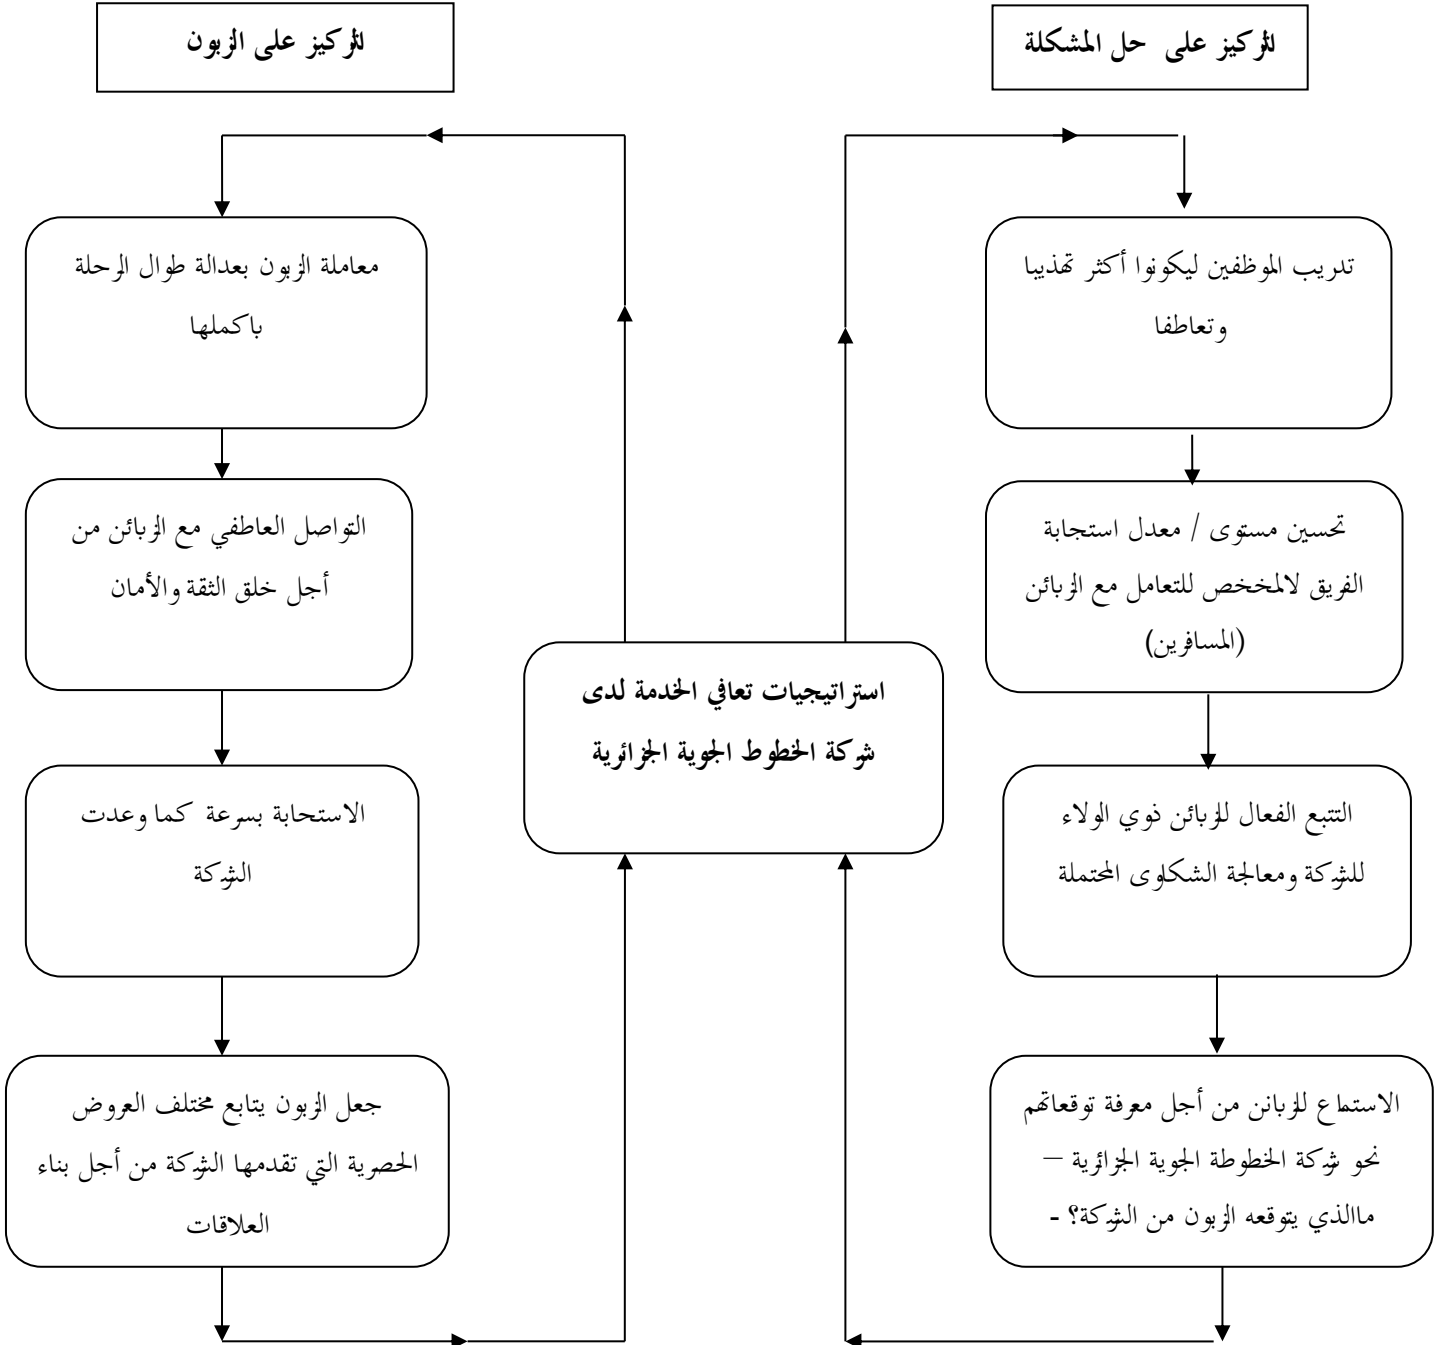 التركيز على حل المشكلة
التركيز على الزبون
تدريب الموظفين ليكونوا أكثر تهذيبا
وتعاطفا
تحسين مستوى / معدل استجابة
الفريق لالمخخص للتعامل مع الزبائن
(المسافرين)
التتبع الفعال للزبائن ذوي الولاء
للشركة ومعالجة الشكاوى المحتملة
الاستماع للزبانن من أجل معرفة توقعاتهم
نحو شركة الخطوطة الجوية الجزائرية –
ماالذي يتوقعه الزبون من الشركة؟ -
استراتيجيات تعافي الخدمة لدى
شركة الخطوط الجوية الجزائرية
معاملة الزبون بعدالة طوال الرحلة
باكملها
التواصل العاطفي مع الزبائن من
أجل خلق الثقة والأمان
الاستحابة بسرعة كما وعدت
الشركة
جعل الزبون يتابع مختلف العروض
الحصرية التي تقدمها الشركة من أجل بناء
العلاقات